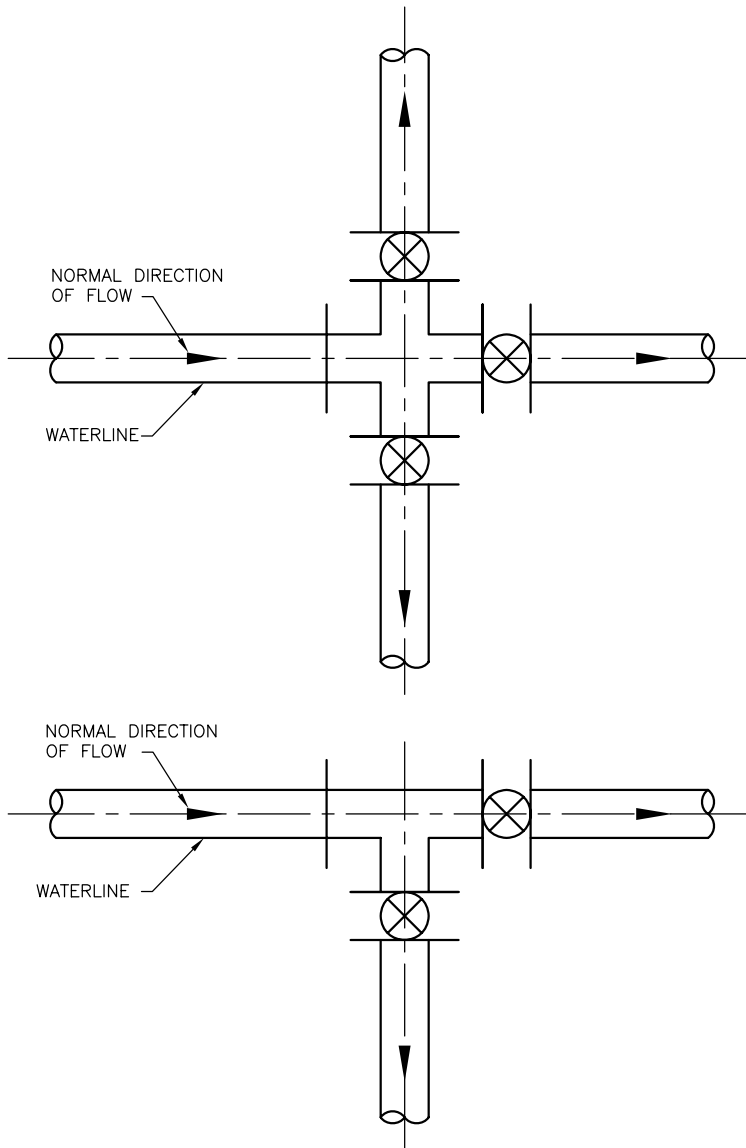 NORMAL DIRECTION
OF FLOW
WATERLINE
NORMAL DIRECTION
OF FLOW
WATERLINE